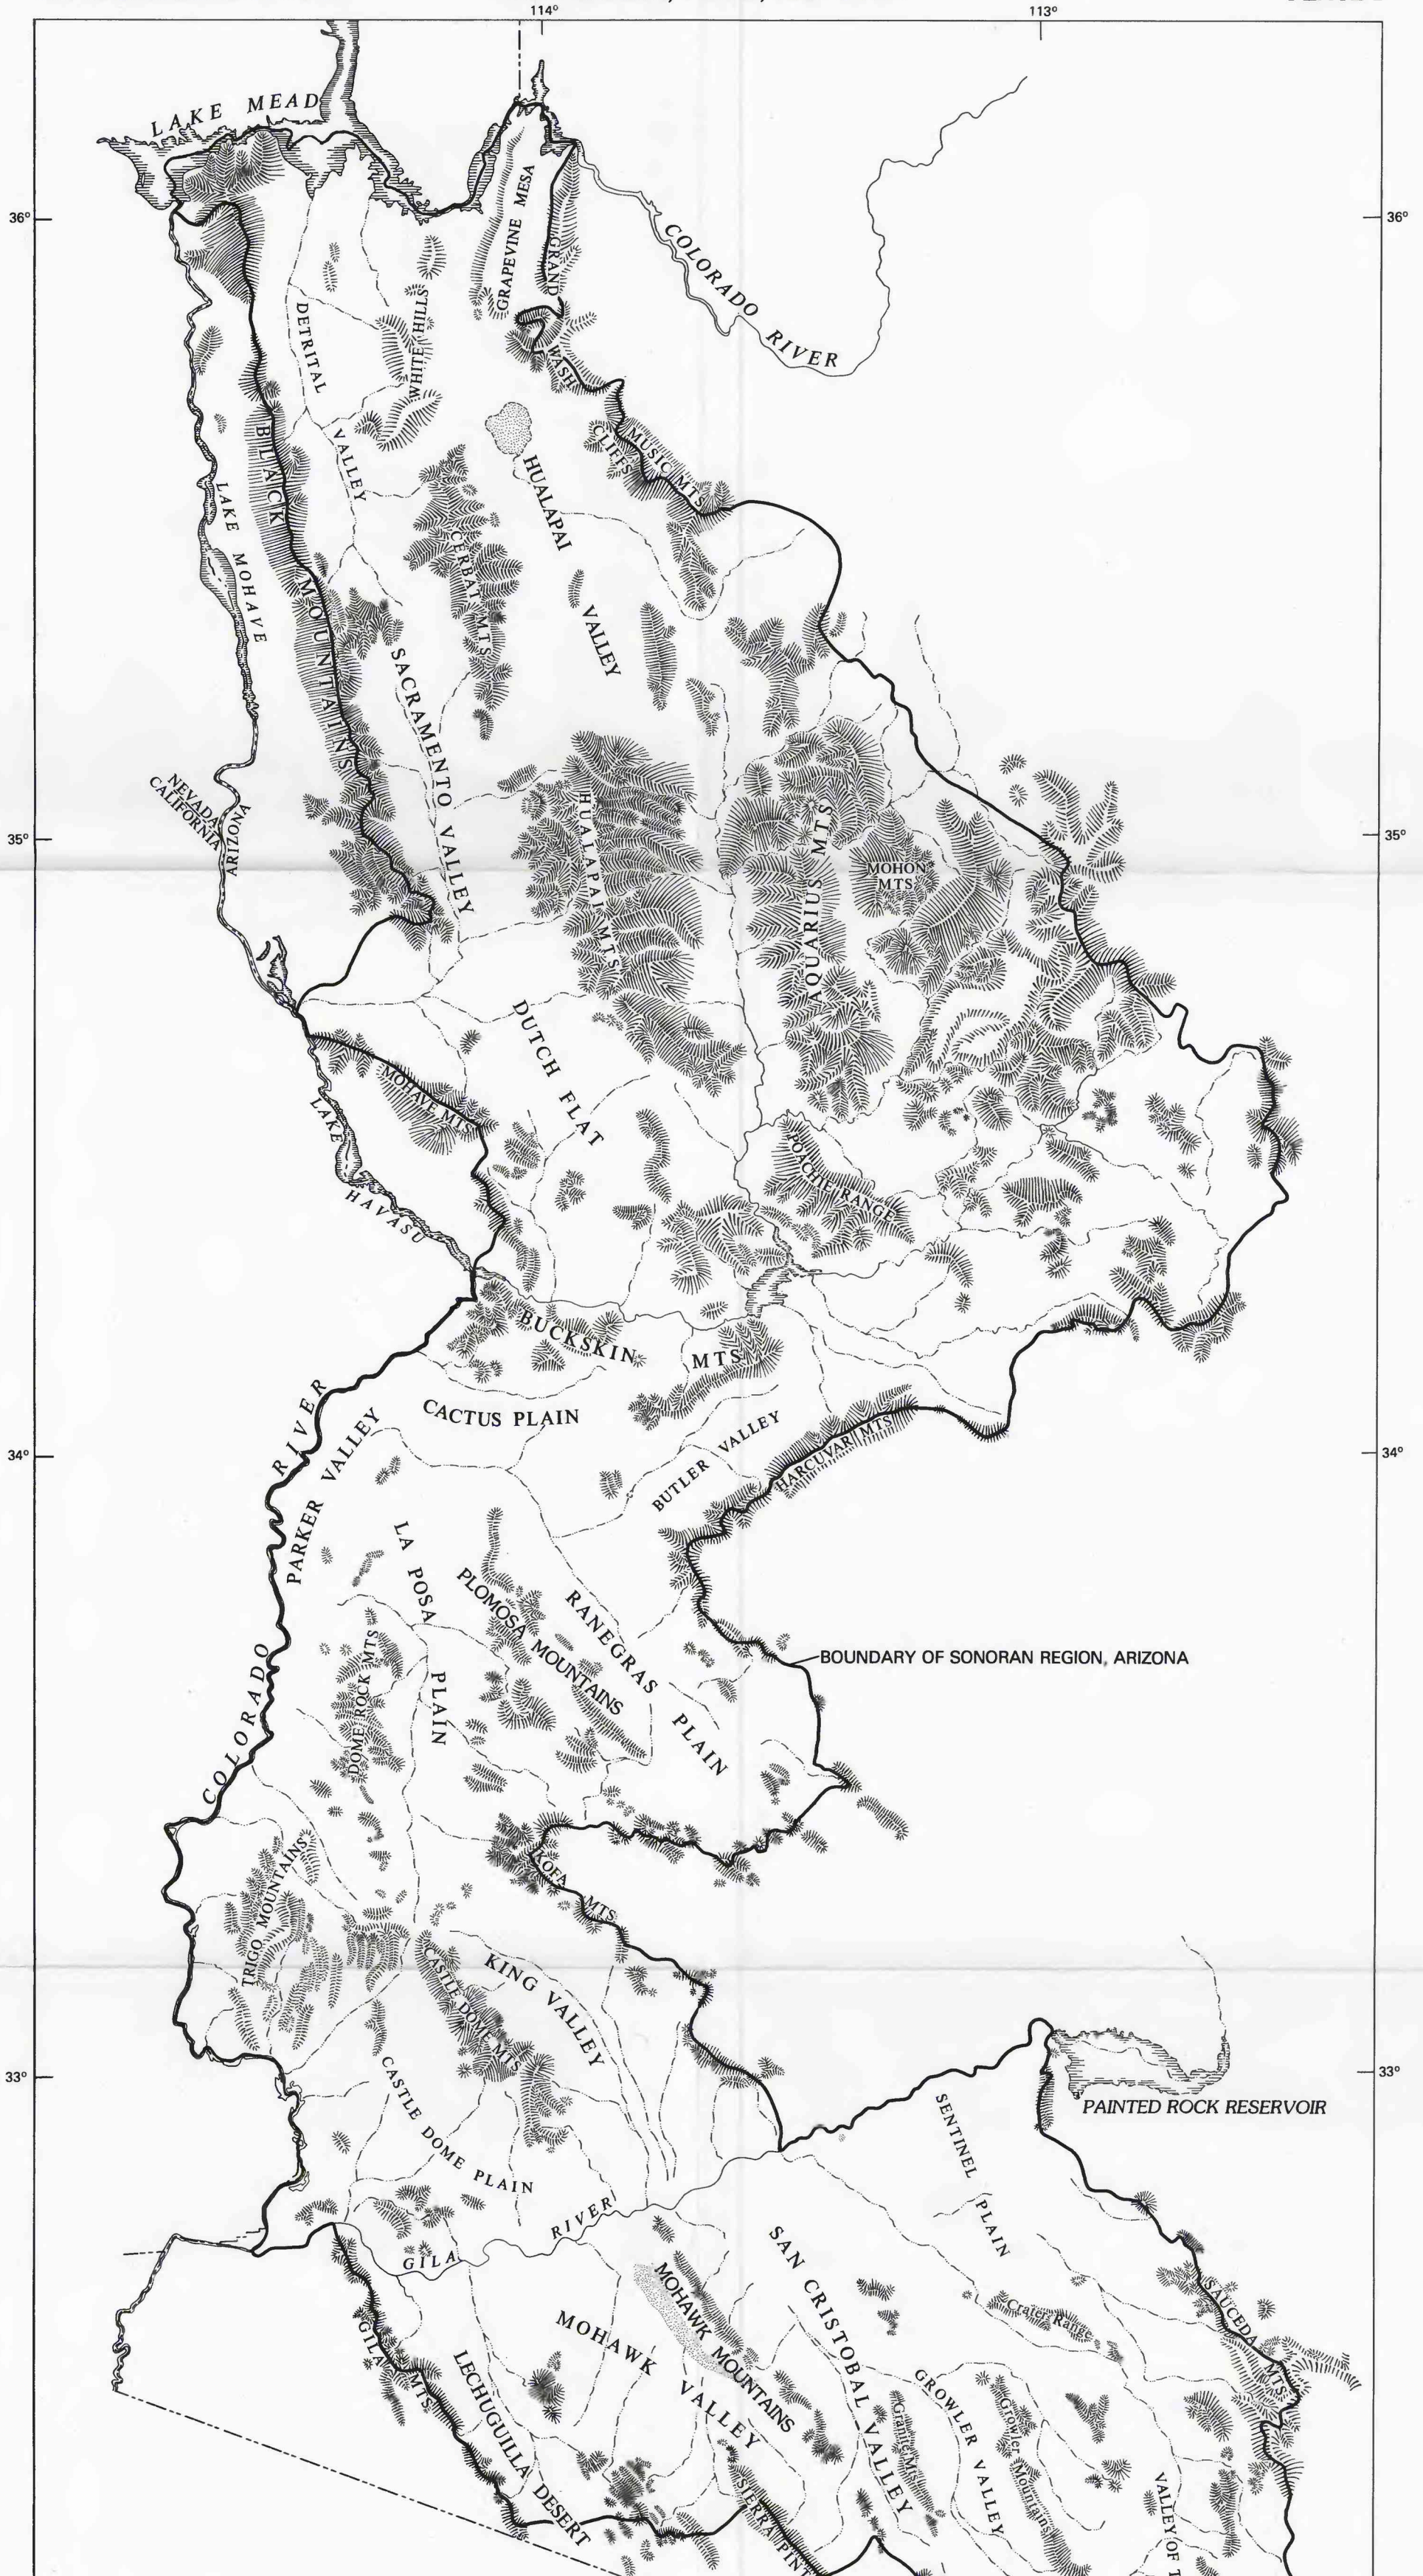 114°
113°
LAKE MEAD
36°
36°
GRAPEVINE MESA
GRAND
WASH
CLIFFS
COLORADO RIVER
DETRITAL
VALLEY
WHITE HILLS
MUSIC MTS
HUALAPAI
VALLEY
BLACK
MOUNTAINS
LAKE MOHAVE
CERBAT MTS
SACRAMENTO VALLEY
NEVADA
CALIFORNIA
ARIZONA
35°
35°
HUALAPAI MTS
AQUARIUS MTS
MOHON
MTS
DUTCH FLAT
MOHAVE MTS
LAKE
HAVASU
POACHIE RANGE
BUCKSKIN
MTS
CACTUS PLAIN
BUTLER VALLEY
HARCUVAR MTS
34°
34°
COLORADO RIVER
PARKER VALLEY
LA POSA
PLAIN
PLOMOSA MOUNTAINS
RANEGRAS
PLAIN
DOME ROCK MTS
BOUNDARY OF SONORAN REGION, ARIZONA
KOFA MTS
TRIGO MOUNTAINS
CASTLE DOME MTS
KING VALLEY
33°
33°
CASTLE DOME PLAIN
PAINTED ROCK RESERVOIR
SENTINEL
PLAIN
GILA RIVER
SAN CRISTOBAL VALLEY
MOHAWK MOUNTAINS
MOHAWK
VALLEY
Crater Range
SAUCEDA
MTS
GILA
MTS
LECHUGUILLA
DESERT
GROWLER VALLEY
Granite Mts
Growler Mountains
SIERRA PINT
VALLEY OF T